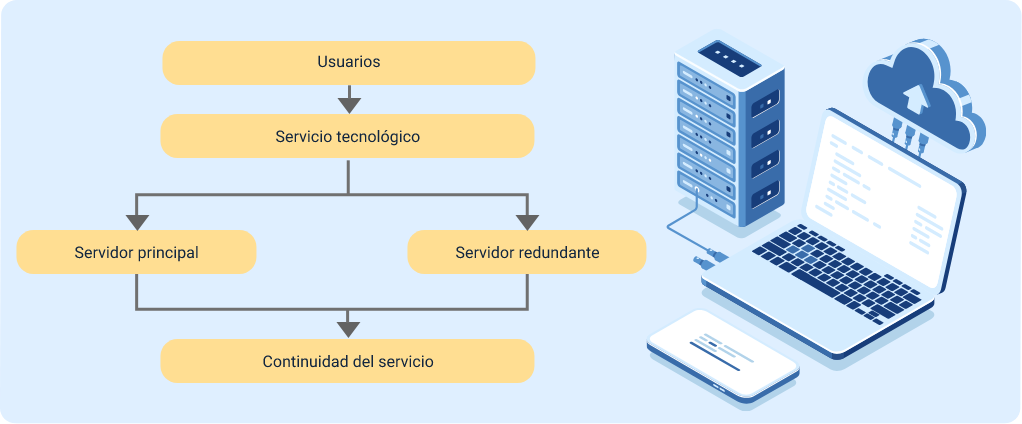 Usuarios
Servicio tecnológico
Servidor principal
Servidor redundante
Continuidad del servicio